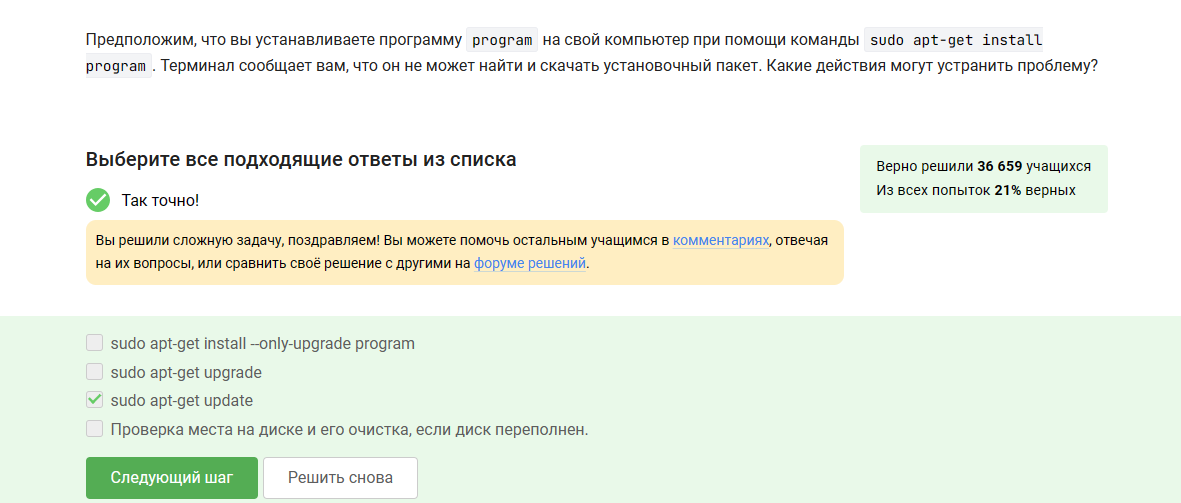 Предположим, что вы устанавливаете программу program на свой компьютер при помощи команды sudo apt-get install
program. Терминал сообщает вам, что он не может найти и скачать установочный пакет. Какие действия могут устранить проблему?
Выберите все подходящие ответы из списка
Верно решили 36 659 учащихся
Из всех попыток 21% верных
Так точно!
Вы решили сложную задачу, поздравляем! Вы можете помочь остальным учащимся в комментариях, отвечая
на их вопросы, или сравнить своё решение с другими на форуме решений.
sudo apt-get install --only-upgrade program
sudo apt-get upgrade
sudo apt-get update
Проверка места на диске и его очистка, если диск переполнен.
Следующий шаг
Решить снова